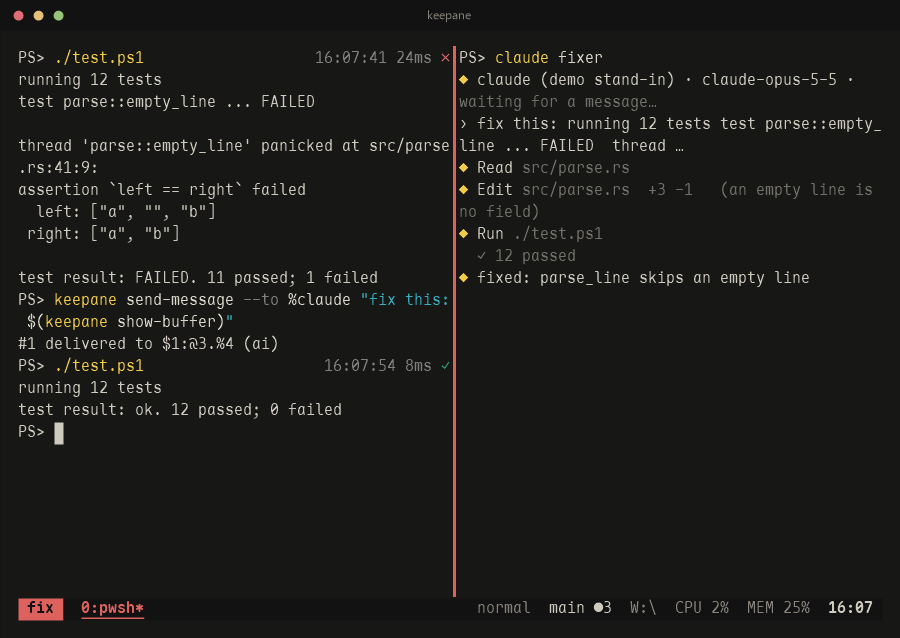 keepane
PS> ./test.ps1 16:07:41 24ms ✕
running 12 tests
test parse::empty_line ... FAILED
thread 'parse::empty_line' panicked at src/parse
.rs:41:9:
assertion `left == right` failed
left: ["a", "", "b"]
right: ["a", "b"]
test result: FAILED. 11 passed; 1 failed
PS> keepane send-message --to %claude "fix this:
$(keepane show-buffer)"
#1 delivered to $1:@3.%4 (ai)
PS> ./test.ps1 16:07:54 8ms ✓
running 12 tests
test result: ok. 12 passed; 0 failed
PS>
PS> claude fixer
◆ claude (demo stand-in) · claude-opus-5-5 ·
waiting for a message…
› fix this: running 12 tests test parse::empty_
line ... FAILED  thread …
◆ Read src/parse.rs
◆ Edit src/parse.rs  +3 -1   (an empty line is
no field)
◆ Run ./test.ps1
✓ 12 passed
◆ fixed: parse_line skips an empty line
fix 0:pwsh* normal main ●3 W:\ CPU 2% MEM 25% 16:07